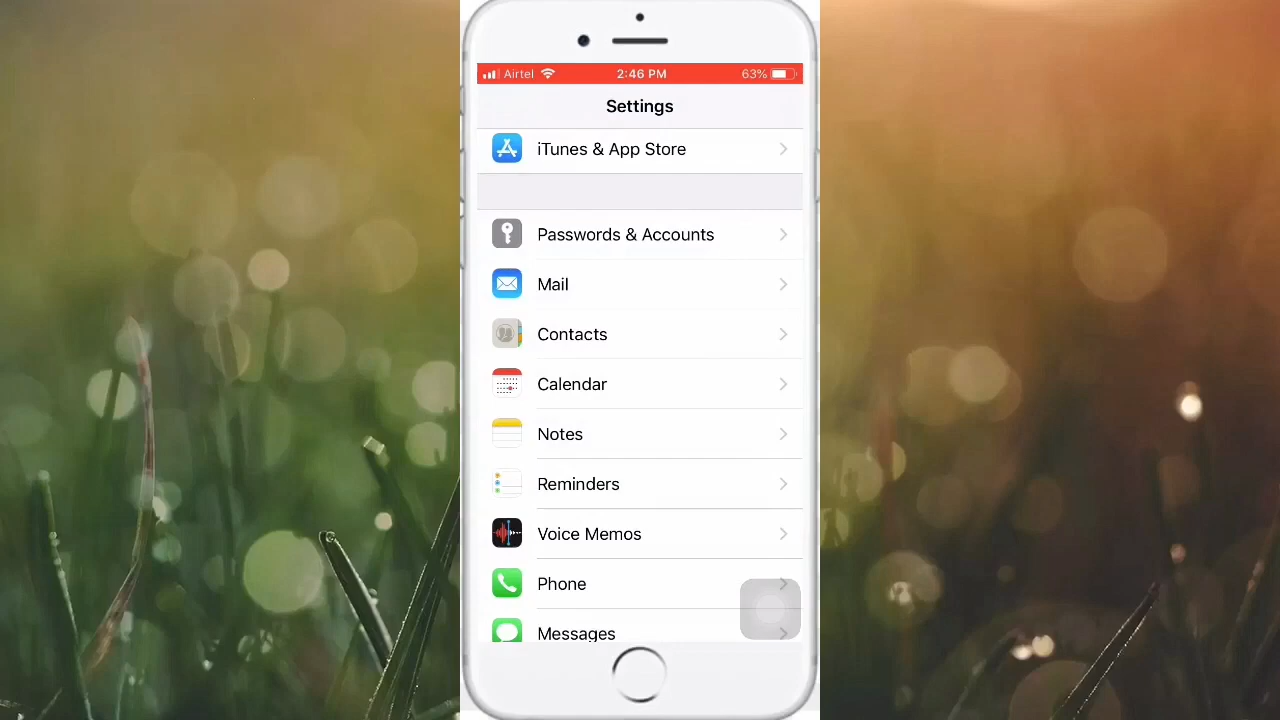 Airtel 2:46 PM 63%
Settings
iTunes & App Store
Passwords & Accounts
Mail
Contacts
Calendar
Notes
Reminders
Voice Memos
Phone
Messages